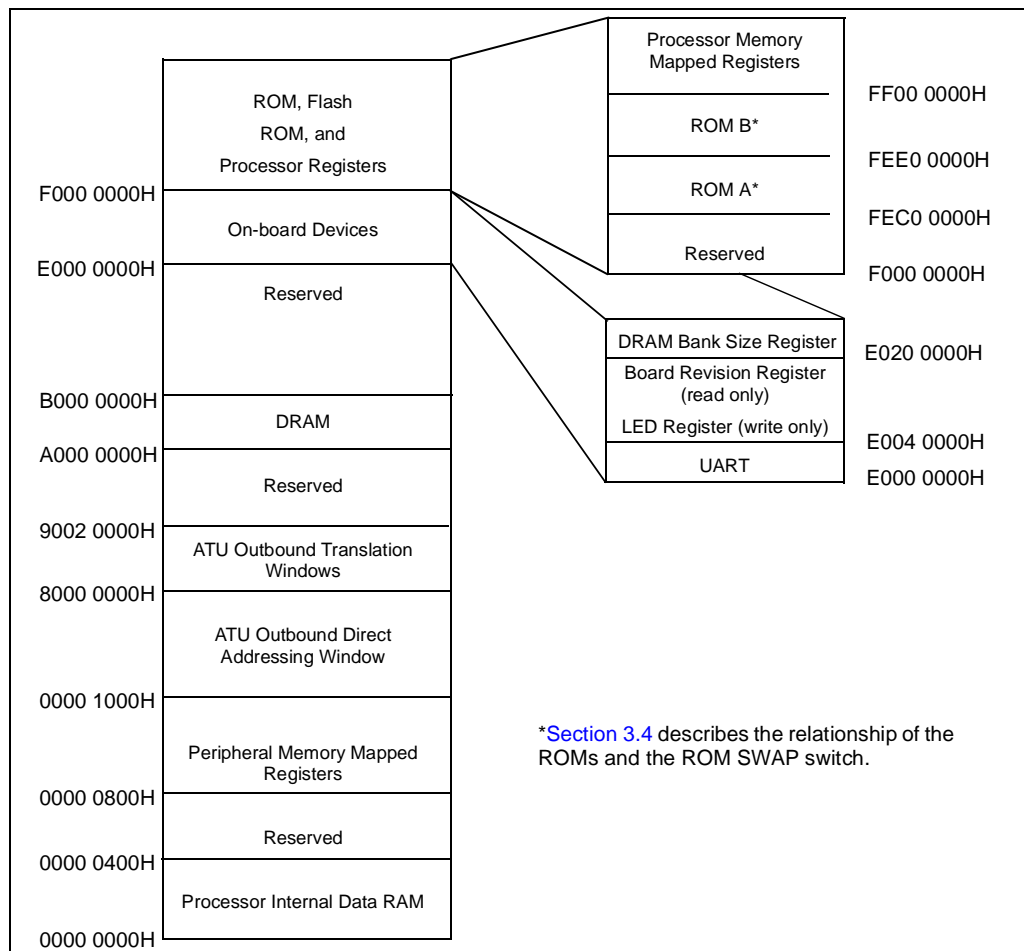 ROM, Flash
ROM, and
Processor Registers
F000 0000H
On-board Devices
E000 0000H
Reserved
B000 0000H
DRAM
A000 0000H
Reserved
9002 0000H
ATU Outbound Translation
Windows
8000 0000H
ATU Outbound Direct
Addressing Window
0000 1000H
Peripheral Memory Mapped
Registers
0000 0800H
Reserved
0000 0400H
Processor Internal Data RAM
0000 0000H
Processor Memory
Mapped Registers
FF00 0000H
ROM B*
FEE0 0000H
ROM A*
FEC0 0000H
Reserved
F000 0000H
DRAM Bank Size Register
E020 0000H
Board Revision Register
(read only)
LED Register (write only)
E004 0000H
UART
E000 0000H
*Section 3.4 describes the relationship of the
ROMs and the ROM SWAP switch.